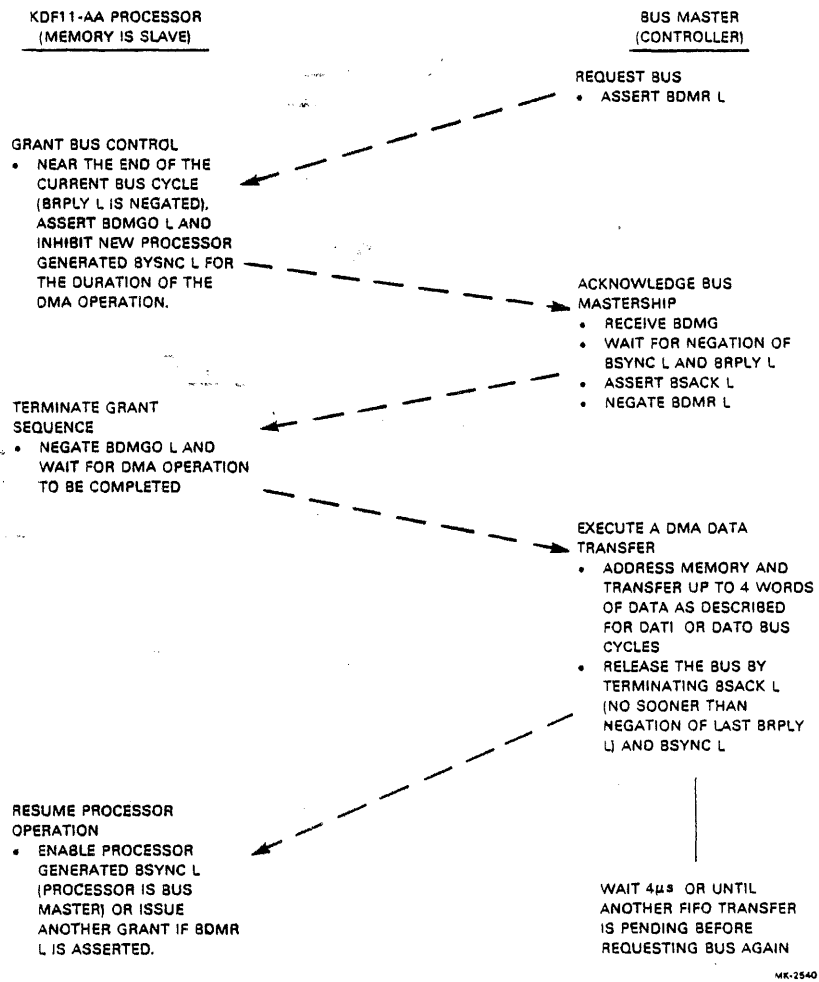 KDF11-AA PROCESSOR
(MEMORY IS SLAVE)
BUS MASTER
(CONTROLLER)
REQUEST BUS
• ASSERT BDMR L
GRANT BUS CONTROL
• NEAR THE END OF THE
CURRENT BUS CYCLE
(BRPLY L IS NEGATED),
ASSERT BDMGO L AND
INHIBIT NEW PROCESSOR
GENERATED BYSNC L FOR
THE DURATION OF THE
DMA OPERATION.
ACKNOWLEDGE BUS
MASTERSHIP
• RECEIVE BDMG
• WAIT FOR NEGATION OF
BSYNC L AND BRPLY L
• ASSERT BSACK L
• NEGATE BDMR L
TERMINATE GRANT
SEQUENCE
• NEGATE BDMGO L AND
WAIT FOR DMA OPERATION
TO BE COMPLETED
EXECUTE A DMA DATA
TRANSFER
• ADDRESS MEMORY AND
TRANSFER UP TO 4 WORDS
OF DATA AS DESCRIBED
FOR DATI OR DATO BUS
CYCLES
• RELEASE THE BUS BY
TERMINATING BSACK L
(NO SOONER THAN
NEGATION OF LAST BRPLY
L) AND BSYNC L
RESUME PROCESSOR
OPERATION
• ENABLE PROCESSOR
GENERATED BSYNC L
(PROCESSOR IS BUS
MASTER) OR ISSUE
ANOTHER GRANT IF BDMR
L IS ASSERTED.
WAIT 4μs OR UNTIL
ANOTHER FIFO TRANSFER
IS PENDING BEFORE
REQUESTING BUS AGAIN
MK-2540